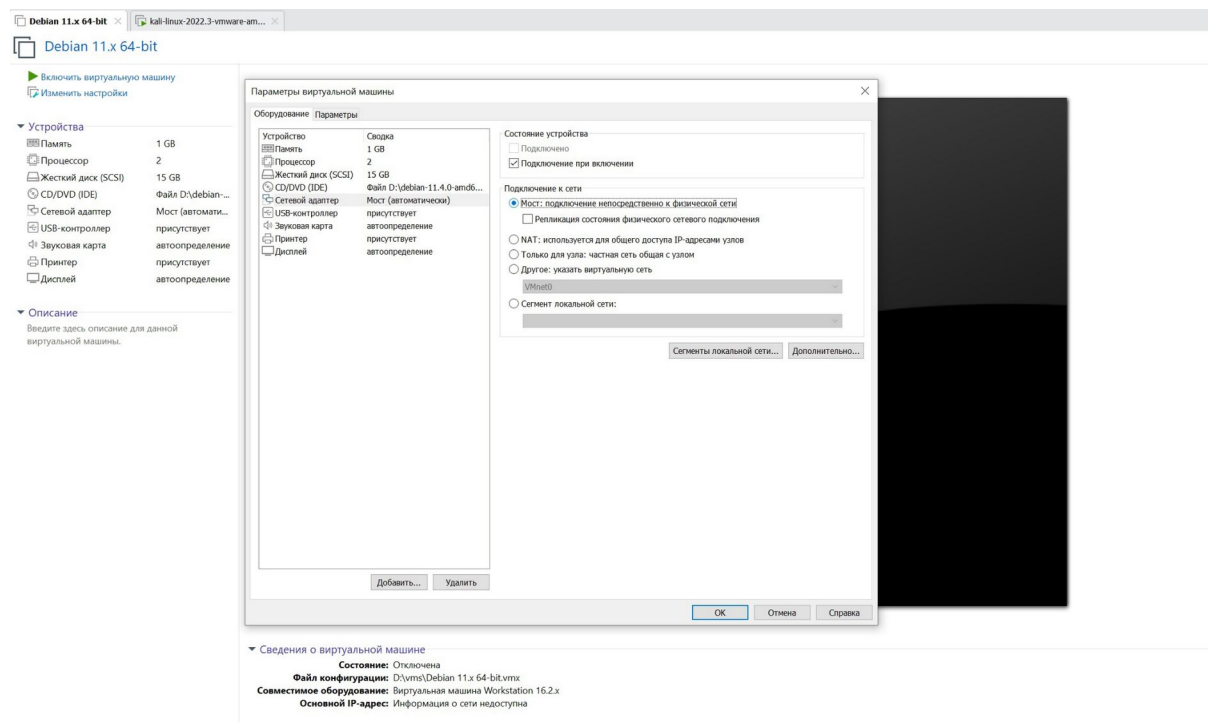 Debian 11.x 64-bit
kali-linux-2022.3-vmware-am...
Debian 11.x 64-bit
Включить виртуальную машину
Изменить настройки
Устройства
Память 1 GB
Процессор 2
Жесткий диск (SCSI) 15 GB
CD/DVD (IDE) Файл D:\debian-...
Сетевой адаптер Мост (автомати...
USB-контроллер присутствует
Звуковая карта автоопределение
Принтер присутствует
Дисплей автоопределение
Описание
Введите здесь описание для данной
виртуальной машины.
Параметры виртуальной машины
Оборудование Параметры
Устройство Сводка
Память 1 GB
Процессор 2
Жесткий диск (SCSI) 15 GB
CD/DVD (IDE) Файл D:\debian-11.4.0-amd6...
Сетевой адаптер Мост (автоматически)
USB-контроллер присутствует
Звуковая карта автоопределение
Принтер присутствует
Дисплей автоопределение
Добавить... Удалить
Состояние устройства
Подключено
Подключение при включении
Подключение к сети
Мост: подключение непосредственно к физической сети
Репликация состояния физического сетевого подключения
NAT: используется для общего доступа IP-адресами узлов
Только для узла: частная сеть общая с узлом
Другое: указать виртуальную сеть
VMnet0
Сегмент локальной сети:
Сегменты локальной сети... Дополнительно...
OK Отмена Справка
Сведения о виртуальной машине
Состояние: Отключена
Файл конфигурации: D:\vms\Debian 11.x 64-bit.vmx
Совместимое оборудование: Виртуальная машина Workstation 16.2.x
Основной IP-адрес: Информация о сети недоступна